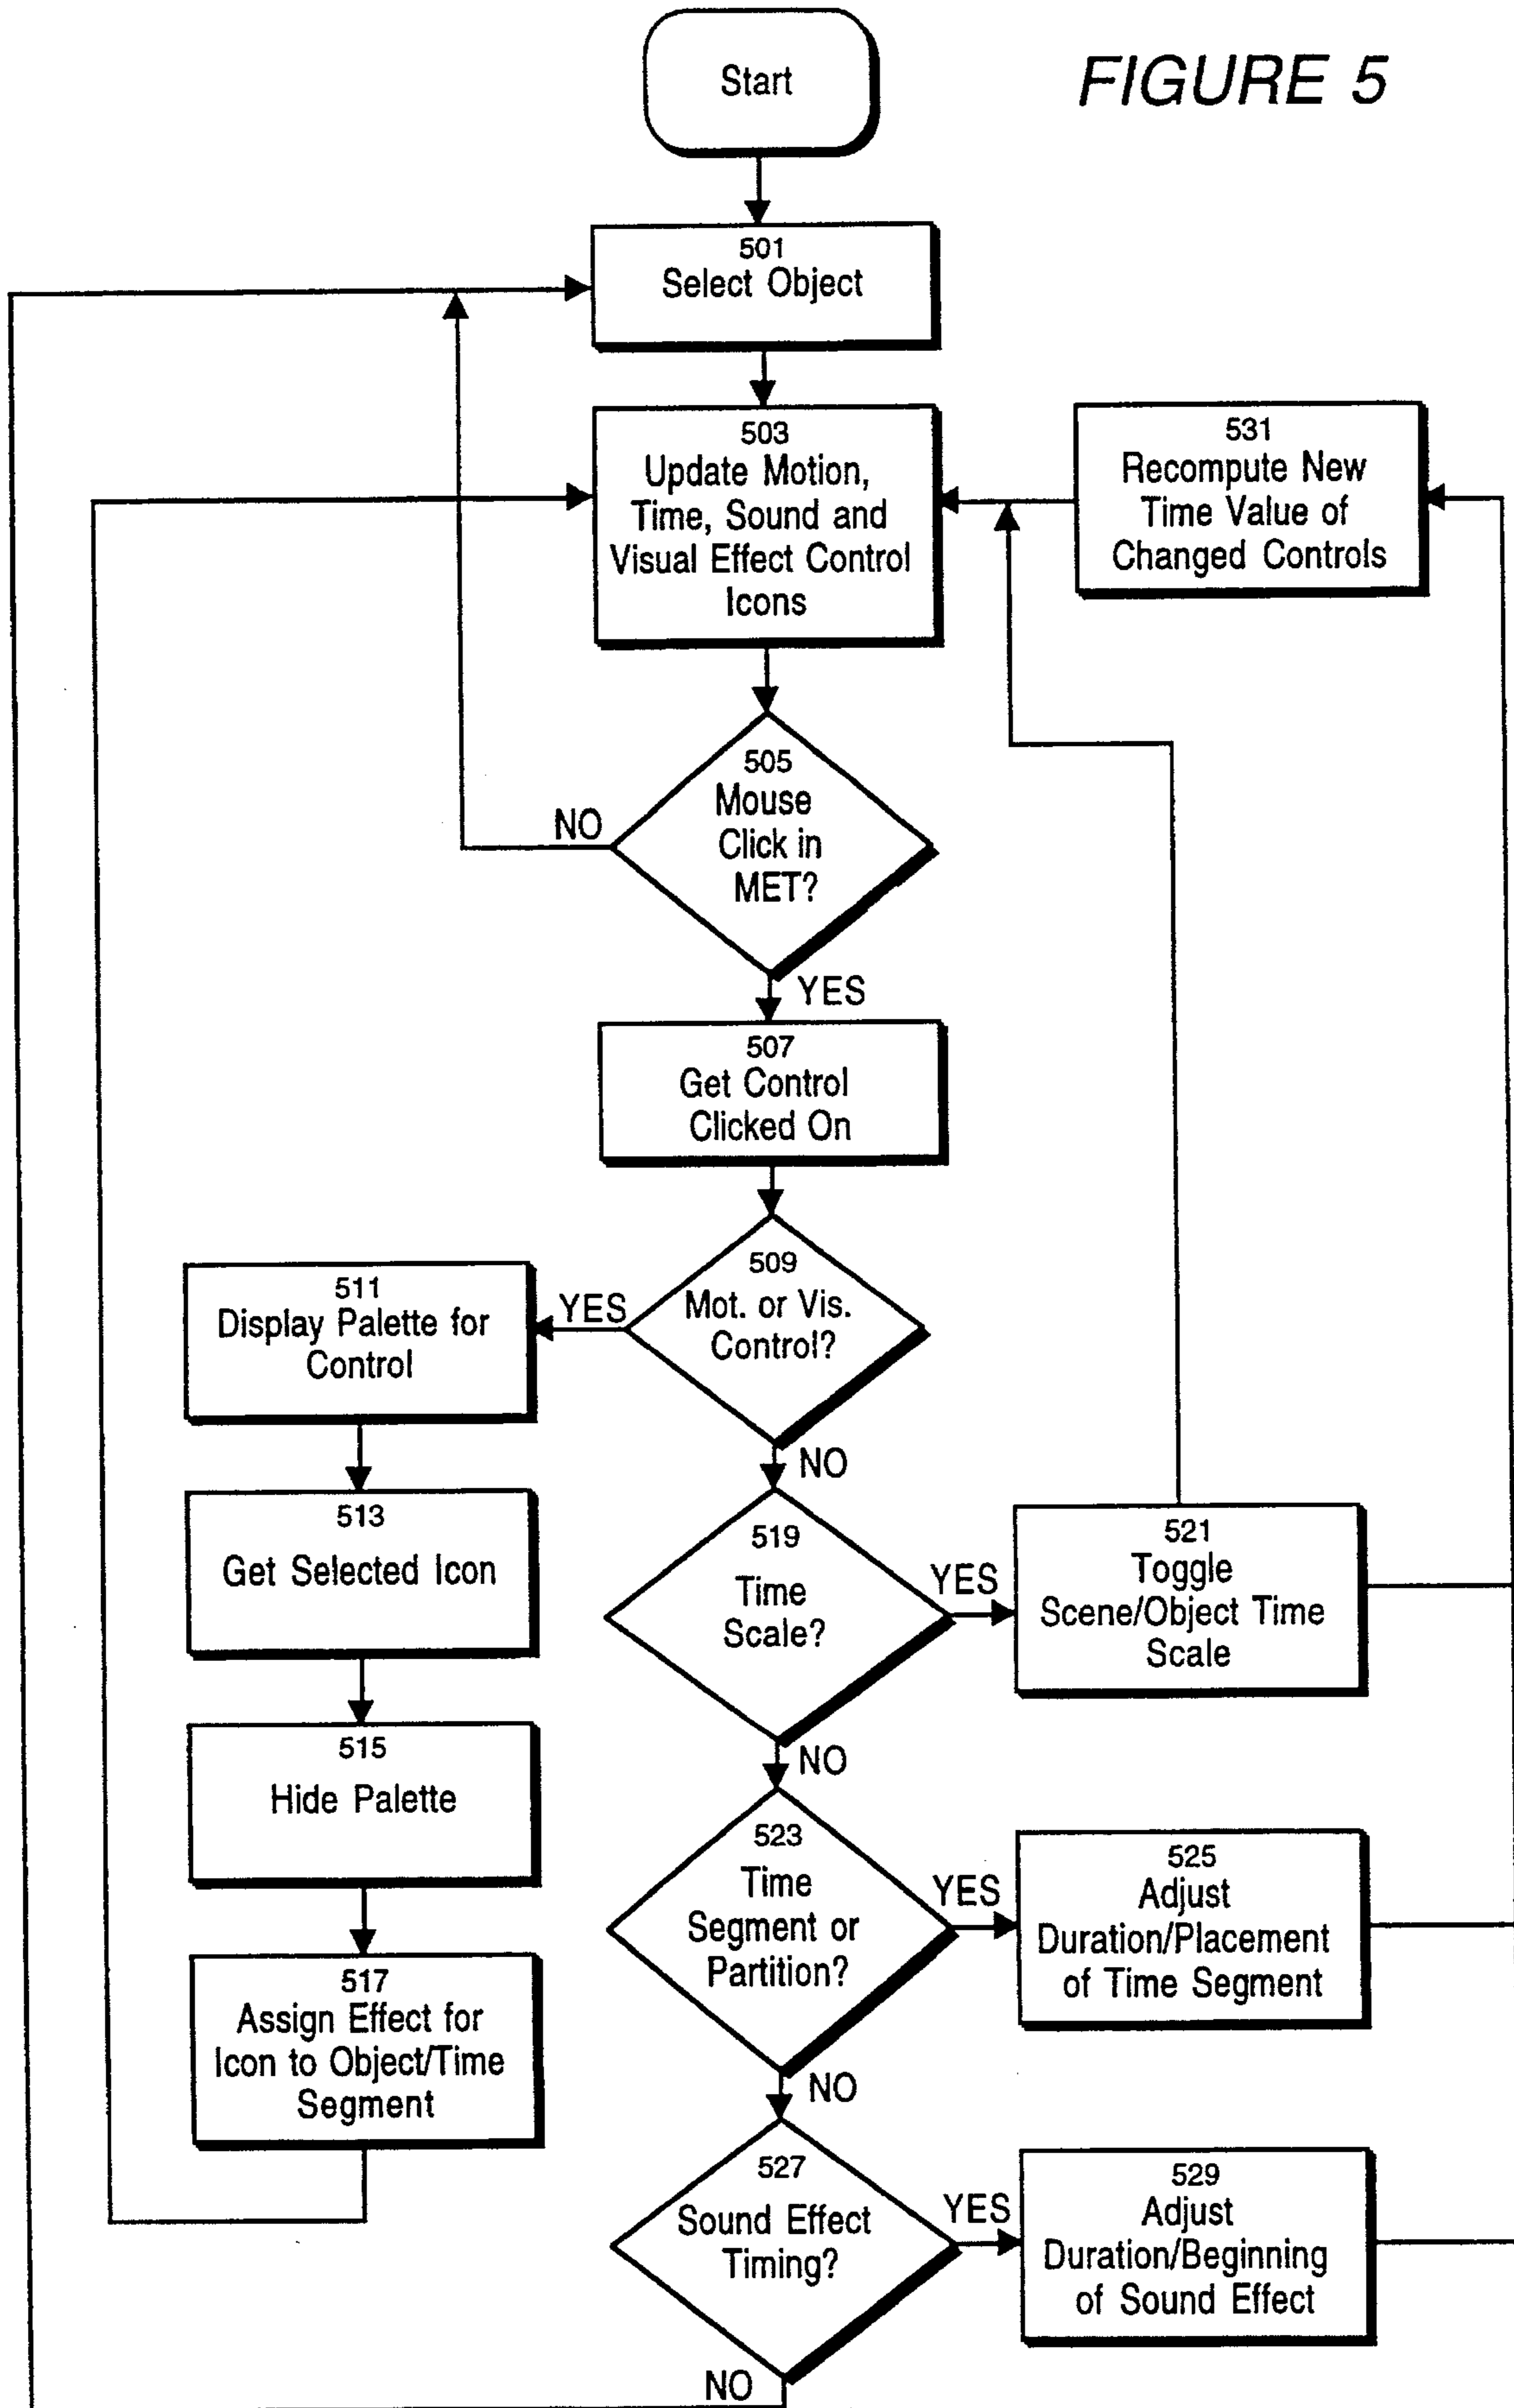 FIGURE 5
Start
501
Select Object
503
Update Motion,
Time, Sound and
Visual Effect Control
Icons
531
Recompute New
Time Value of
Changed Controls
505
Mouse
Click in
MET?
NO
YES
507
Get Control
Clicked On
509
Mot. or Vis.
Control?
YES
NO
511
Display Palette for
Control
513
Get Selected Icon
515
Hide Palette
517
Assign Effect for
Icon to Object/Time
Segment
519
Time
Scale?
YES
NO
521
Toggle
Scene/Object Time
Scale
523
Time
Segment or
Partition?
YES
NO
525
Adjust
Duration/Placement
of Time Segment
527
Sound Effect
Timing?
YES
NO
529
Adjust
Duration/Beginning
of Sound Effect